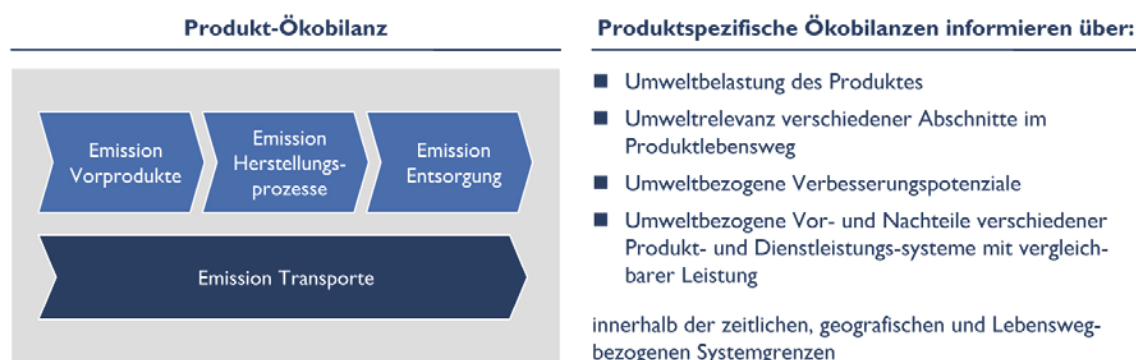 Produkt-Ökobilanz
Emission
Vorprodukte
Emission
Herstellungs-
prozesse
Emission
Entsorgung
Emission Transporte
Produktspezifische Ökobilanzen informieren über:
Umweltbelastung des Produktes
Umweltrelevanz verschiedener Abschnitte im
Produktlebensweg
Umweltbezogene Verbesserungspotenziale
Umweltbezogene Vor- und Nachteile verschiedener
Produkt- und Dienstleistungs-systeme mit vergleich-
barer Leistung
innerhalb der zeitlichen, geografischen und Lebensweg-
bezogenen Systemgrenzen